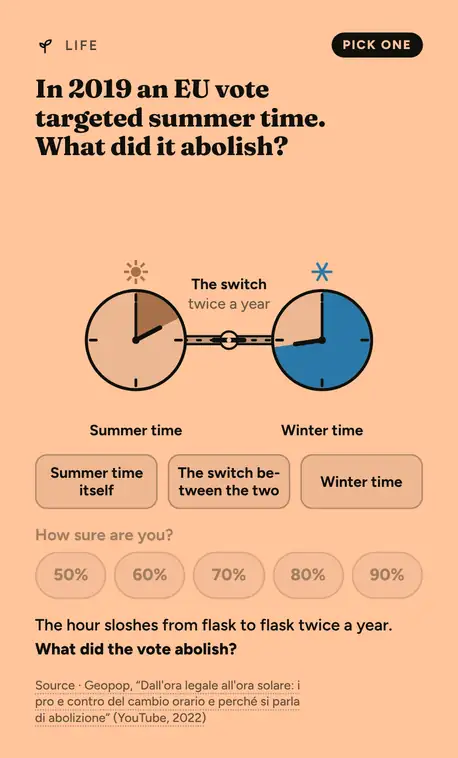 LIFE
PICK ONE
In 2019 an EU vote
targeted summer time.
What did it abolish?
The switch
twice a year
Summer time
Winter time
Summer time
itself
The switch be-
tween the two
Winter time
How sure are you?
50%
60%
70%
80%
90%
The hour sloshes from flask to flask twice a year.
What did the vote abolish?
Source · Geopop, “Dall'ora legale all'ora solare: i
pro e contro del cambio orario e perché si parla
di abolizione” (YouTube, 2022)